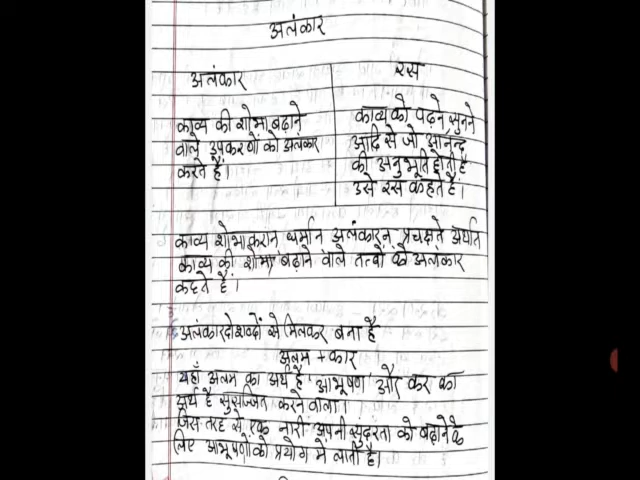 अलंकार
अलंकार
काव्य की शोभा बढ़ाने
वाले उपकरणों को अलंकार
कहते हैं।
रस
काव्य को पढ़ने, सुनने
आदि से जो आनन्द
की अनुभूति होती है
उसे रस कहते हैं।
काव्य शोभाकरान धर्मान अलंकारन प्रचक्षते अर्थात
काव्य की शोभा बढ़ाने वाले तत्वों को अलंकार
कहते हैं।
अलंकार दो शब्दों से मिलकर बना है
अलम + कार
यहाँ अलम का अर्थ है 'आभूषण' और कर का
अर्थ है सुसज्जित करने वाला।
जिस तरह से एक नारी अपनी सुंदरता को बढ़ाने के
लिए आभूषणों को प्रयोग में लाती है।